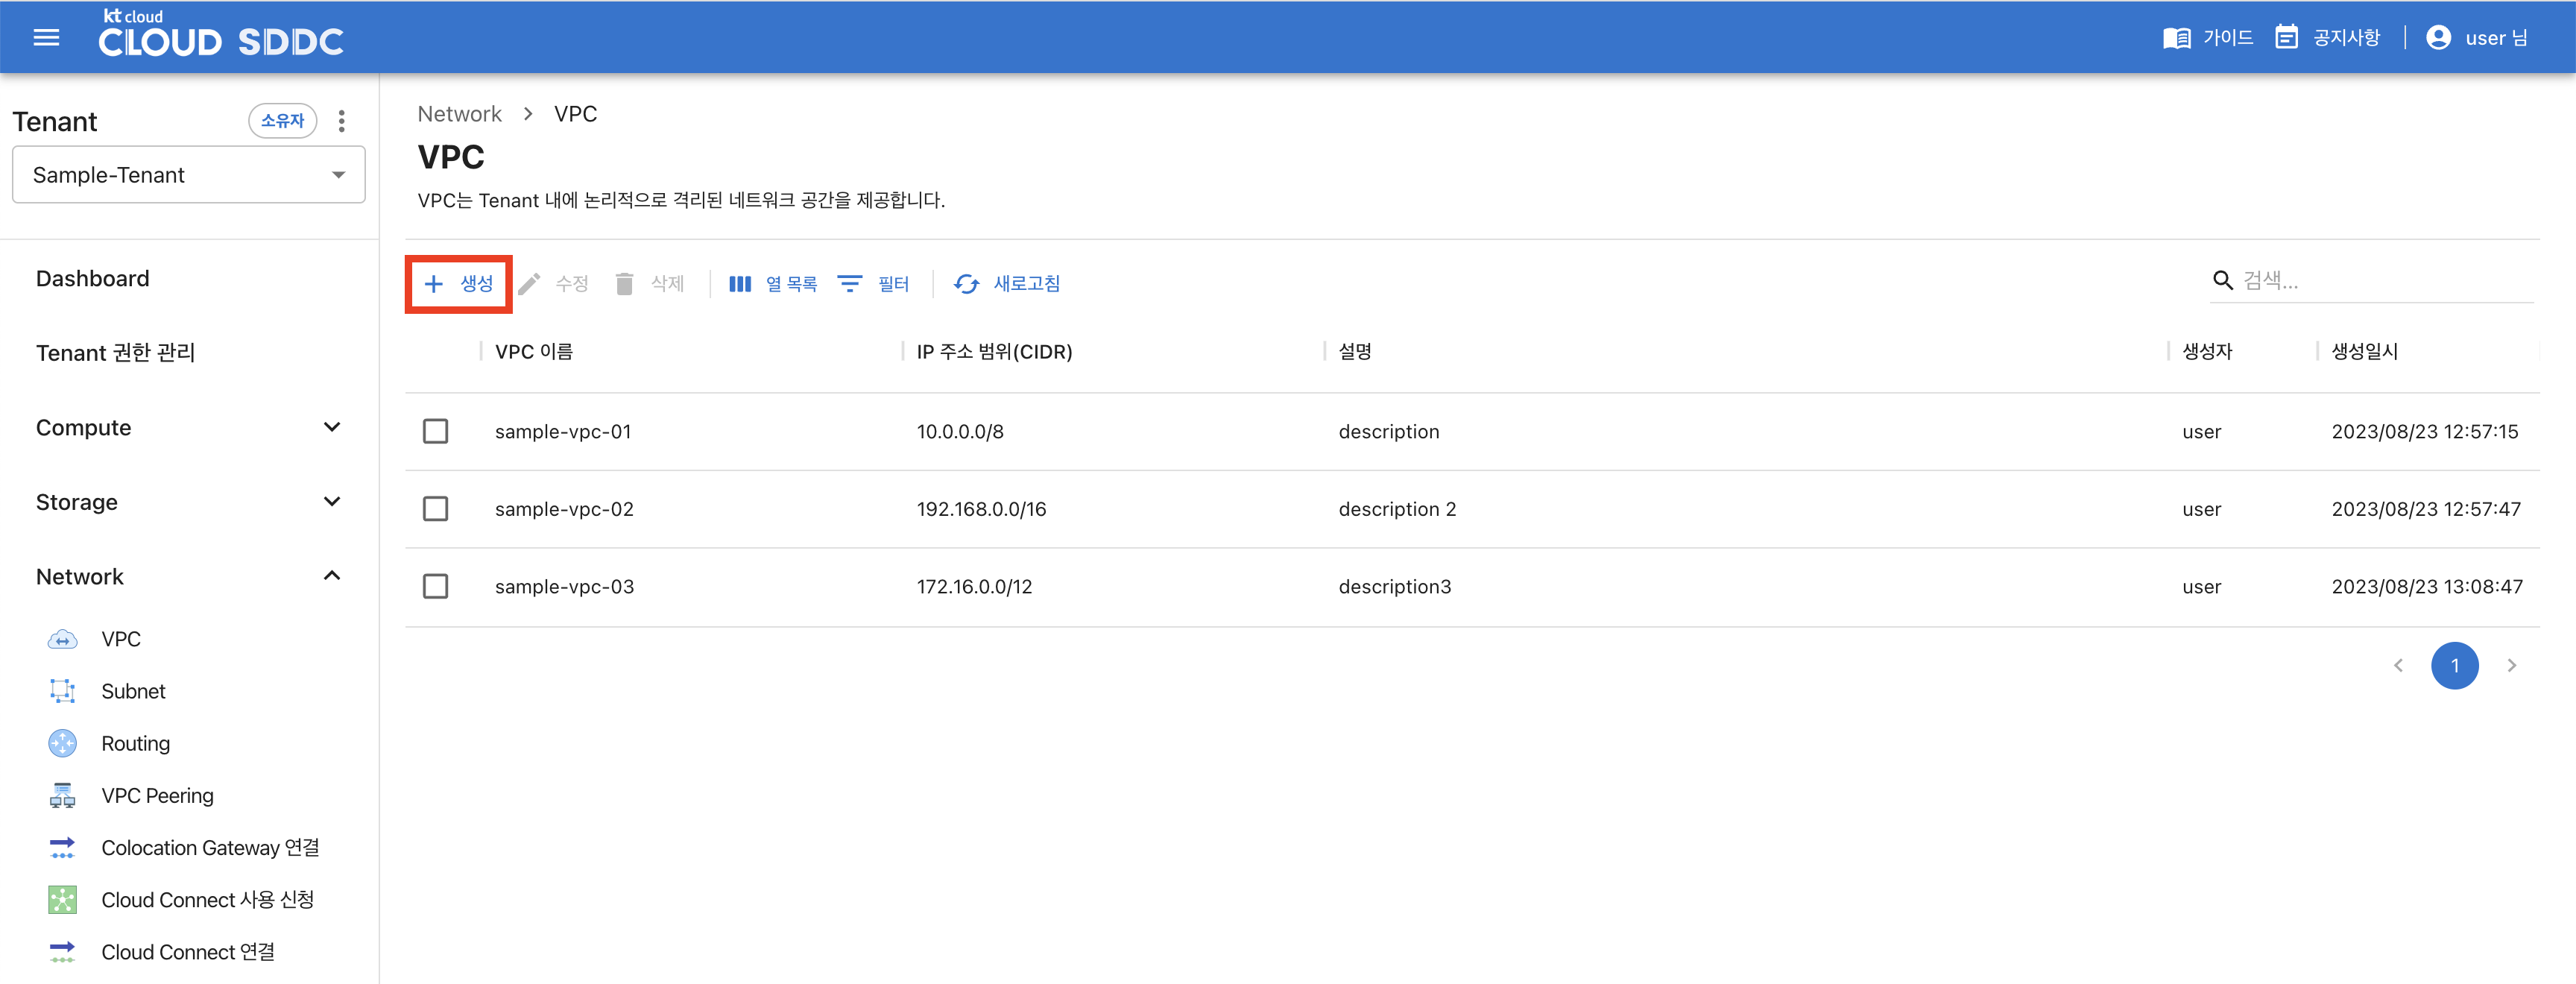 kt cloud
CLOUD SDDC
가이드
공지사항
user 님
Tenant
소유자
Sample-Tenant
Dashboard
Tenant 권한 관리
Compute
Storage
Network
VPC
Subnet
Routing
VPC Peering
Colocation Gateway 연결
Cloud Connect 사용 신청
Cloud Connect 연결
Network > VPC
VPC
VPC는 Tenant 내에 논리적으로 격리된 네트워크 공간을 제공합니다.
+ 생성 수정 삭제 열 목록 필터 새로고침 검색...
VPC 이름 IP 주소 범위(CIDR) 설명 생성자 생성일시
sample-vpc-01 10.0.0.0/8 description user 2023/08/23 12:57:15
sample-vpc-02 192.168.0.0/16 description 2 user 2023/08/23 12:57:47
sample-vpc-03 172.16.0.0/12 description3 user 2023/08/23 13:08:47
1